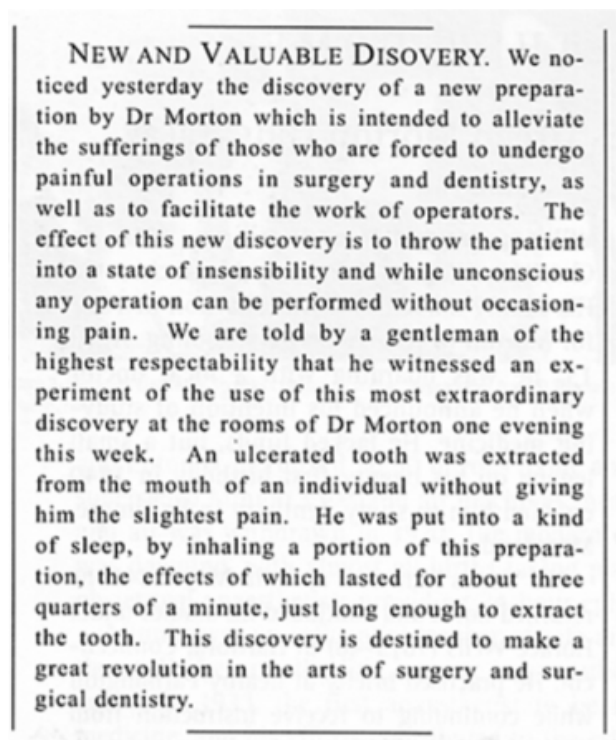 NEW AND VALUABLE DISOVERY. We no-
ticed yesterday the discovery of a new prepara-
tion by Dr Morton which is intended to alleviate
the sufferings of those who are forced to undergo
painful operations in surgery and dentistry, as
well as to facilitate the work of operators. The
effect of this new discovery is to throw the patient
into a state of insensibility and while unconscious
any operation can be performed without occasion-
ing pain. We are told by a gentleman of the
highest respectability that he witnessed an ex-
periment of the use of this most extraordinary
discovery at the rooms of Dr Morton one evening
this week. An ulcerated tooth was extracted
from the mouth of an individual without giving
him the slightest pain. He was put into a kind
of sleep, by inhaling a portion of this prepara-
tion, the effects of which lasted for about three
quarters of a minute, just long enough to extract
the tooth. This discovery is destined to make a
great revolution in the arts of surgery and sur-
gical dentistry.